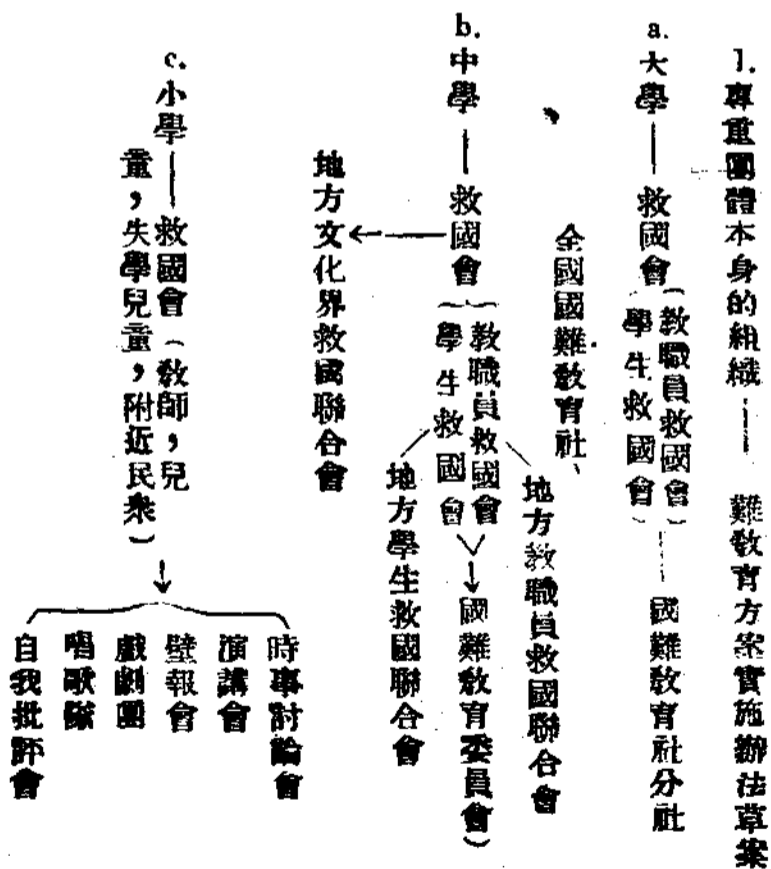 1. 專重團體本身的組織—— 難教育方案實施辦法草案
a. 大學——救國會(教職員救國會 學生救國會)——國難教育社分社
全國國難教育社、
b. 中學——救國會(教職員救國會 學生救國會)→國難教育委員會)
地方教職員救國聯合會
地方學生救國聯合會
地方文化界救國聯合會
c. 小學——救國會(教師,兒
童,失學兒童,附近民衆)→
時事討論會
演講會
壁報會
戲劇團
唱歌隊
自我批評會